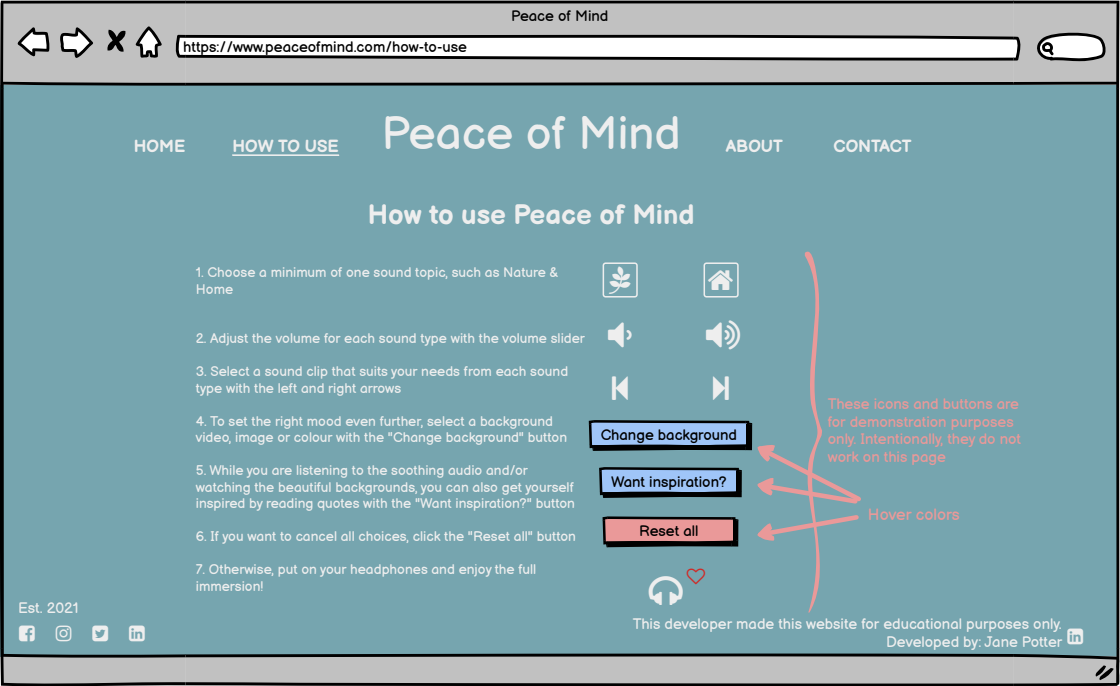 Peace of Mind
https://www.peaceofmind.com/how-to-use
HOME
HOW TO USE
Peace of Mind
ABOUT
CONTACT
How to use Peace of Mind
1. Choose a minimum of one sound topic, such as Nature &
Home
2. Adjust the volume for each sound type with the volume slider
3. Select a sound clip that suits your needs from each sound
type with the left and right arrows
4. To set the right mood even further, select a background
video, image or colour with the "Change background" button
Change background
5. While you are listening to the soothing audio and/or
watching the beautiful backgrounds, you can also get yourself
inspired by reading quotes with the "Want inspiration?" button
Want inspiration?
6. If you want to cancel all choices, click the "Reset all" button
Reset all
7. Otherwise, put on your headphones and enjoy the full
immersion!
These icons and buttons are
for demonstration purposes
only. Intentionally, they do not
work on this page
Hover colors
Est. 2021
This developer made this website for educational purposes only.
Developed by: Jane Potter